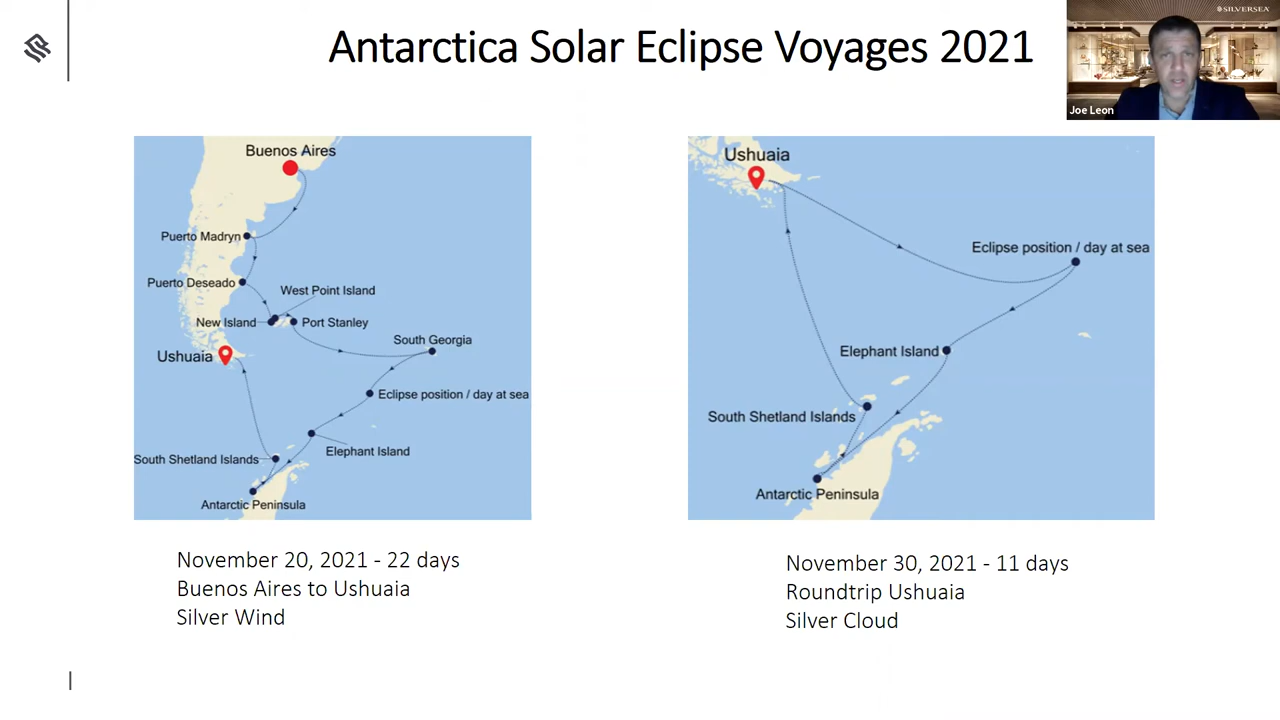 Antarctica Solar Eclipse Voyages 2021
SILVERSEA
Joe Leon
Buenos Aires
Puerto Madryn
Puerto Deseado
West Point Island
New Island
Port Stanley
South Georgia
Ushuaia
Eclipse position / day at sea
Elephant Island
South Shetland Islands
Antarctic Peninsula
Ushuaia
Eclipse position / day at sea
Elephant Island
South Shetland Islands
Antarctic Peninsula
November 20, 2021 - 22 days
Buenos Aires to Ushuaia
Silver Wind
November 30, 2021 - 11 days
Roundtrip Ushuaia
Silver Cloud